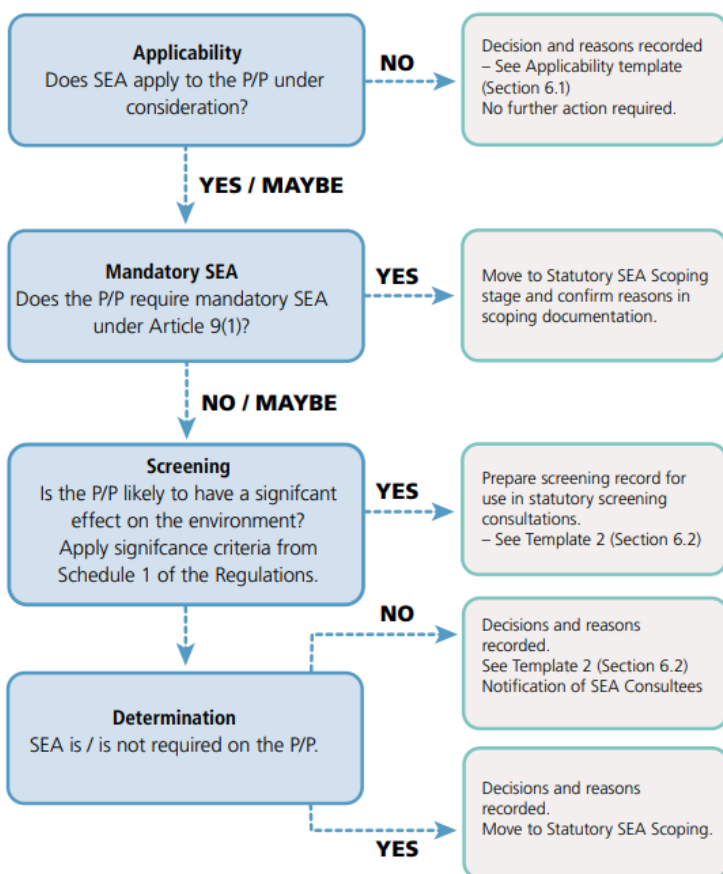 Applicability
Does SEA apply to the P/P under
consideration?
NO
Decision and reasons recorded
– See Applicability template
(Section 6.1)
No further action required.
YES / MAYBE
Mandatory SEA
Does the P/P require mandatory SEA
under Article 9(1)?
YES
Move to Statutory SEA Scoping
stage and confirm reasons in
scoping documentation.
NO / MAYBE
Screening
Is the P/P likely to have a signifcant
effect on the environment?
Apply signifcance criteria from
Schedule 1 of the Regulations.
YES
Prepare screening record for
use in statutory screening
consultations.
– See Template 2 (Section 6.2)
Determination
SEA is / is not required on the P/P.
NO
Decisions and reasons
recorded.
See Template 2 (Section 6.2)
Notification of SEA Consultees
YES
Decisions and reasons
recorded.
Move to Statutory SEA Scoping.